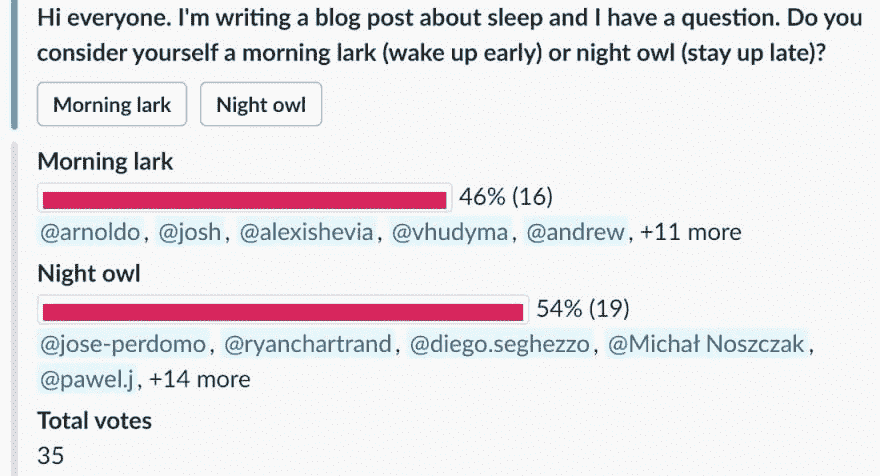 Hi everyone. I'm writing a blog post about sleep and I have a question. Do you
consider yourself a morning lark (wake up early) or night owl (stay up late)?
Morning lark Night owl
Morning lark
46% (16)
@arnoldo, @josh, @alexishevia, @vhudyma, @andrew, +11 more
Night owl
54% (19)
@jose-perdomo, @ryanchartrand, @diego.seghezzo, @Michał Noszczak,
@pawel.j, +14 more
Total votes
35